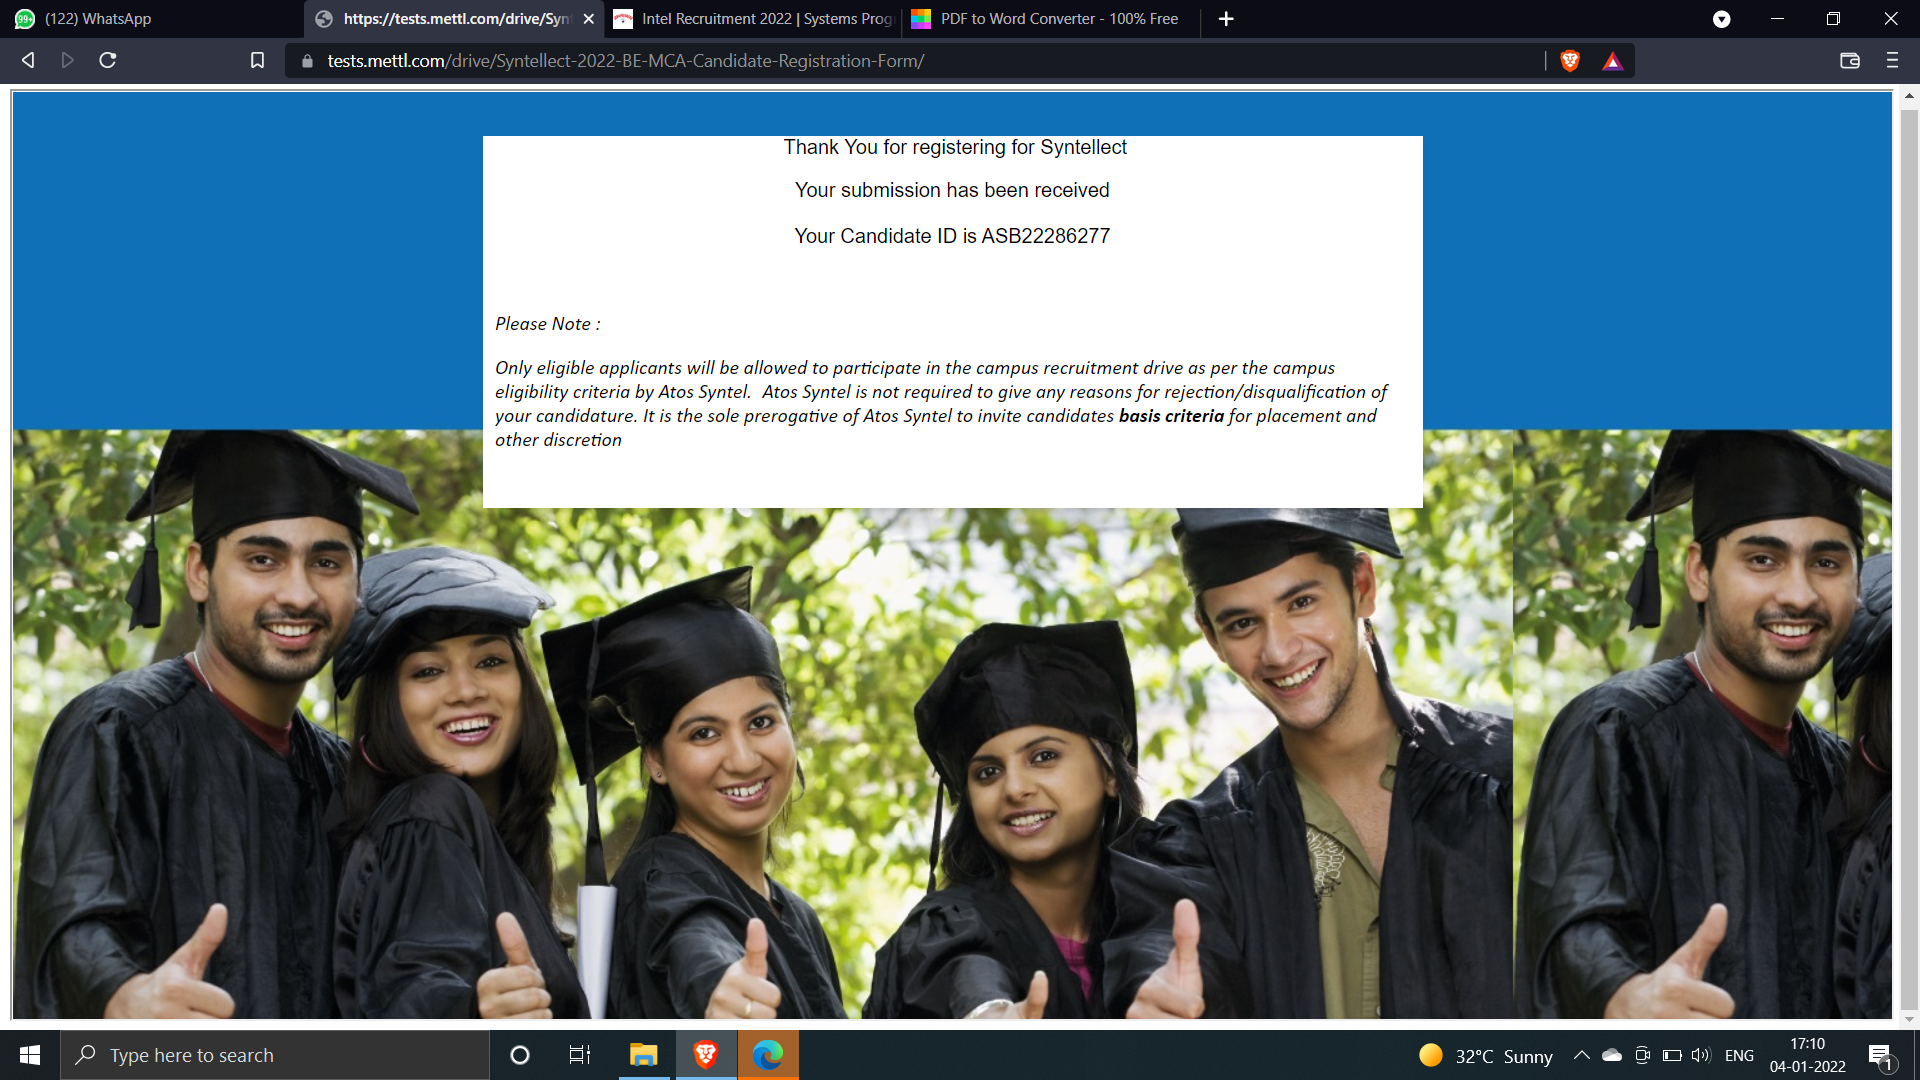 (122) WhatsApp
https://tests.mettl.com/drive/Syn
Intel Recruitment 2022 | Systems Prog
PDF to Word Converter - 100% Free
tests.mettl.com/drive/Syntellect-2022-BE-MCA-Candidate-Registration-Form/
Thank You for registering for Syntellect
Your submission has been received
Your Candidate ID is ASB22286277
Please Note :
Only eligible applicants will be allowed to participate in the campus recruitment drive as per the campus
eligibility criteria by Atos Syntel. Atos Syntel is not required to give any reasons for rejection/disqualification of
your candidature. It is the sole prerogative of Atos Syntel to invite candidates basis criteria for placement and
other discretion
Type here to search
32°C Sunny
ENG
17:10
04-01-2022
1